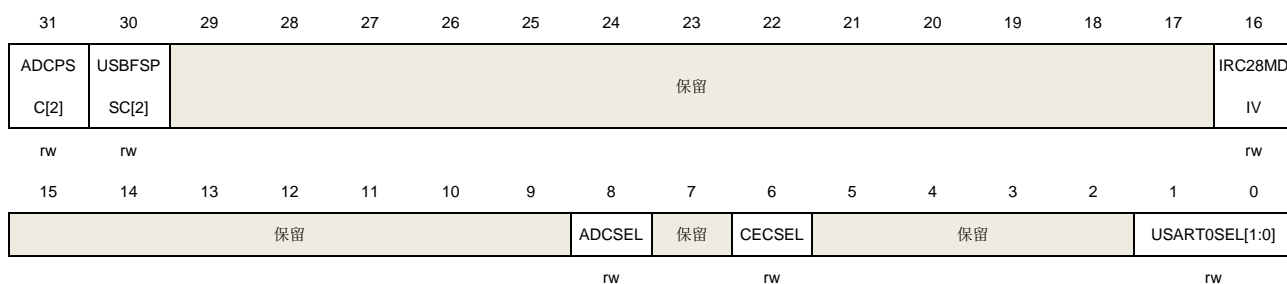 31 30 29 28 27 26 25 24 23 22 21 20 19 18 17 16
ADCPS USBFSP 保留 IRC28MD
C[2] SC[2] IV
rw rw rw
15 14 13 12 11 10 9 8 7 6 5 4 3 2 1 0
保留 ADCSEL 保留 CECSEL 保留 USART0SEL[1:0]
rw rw rw